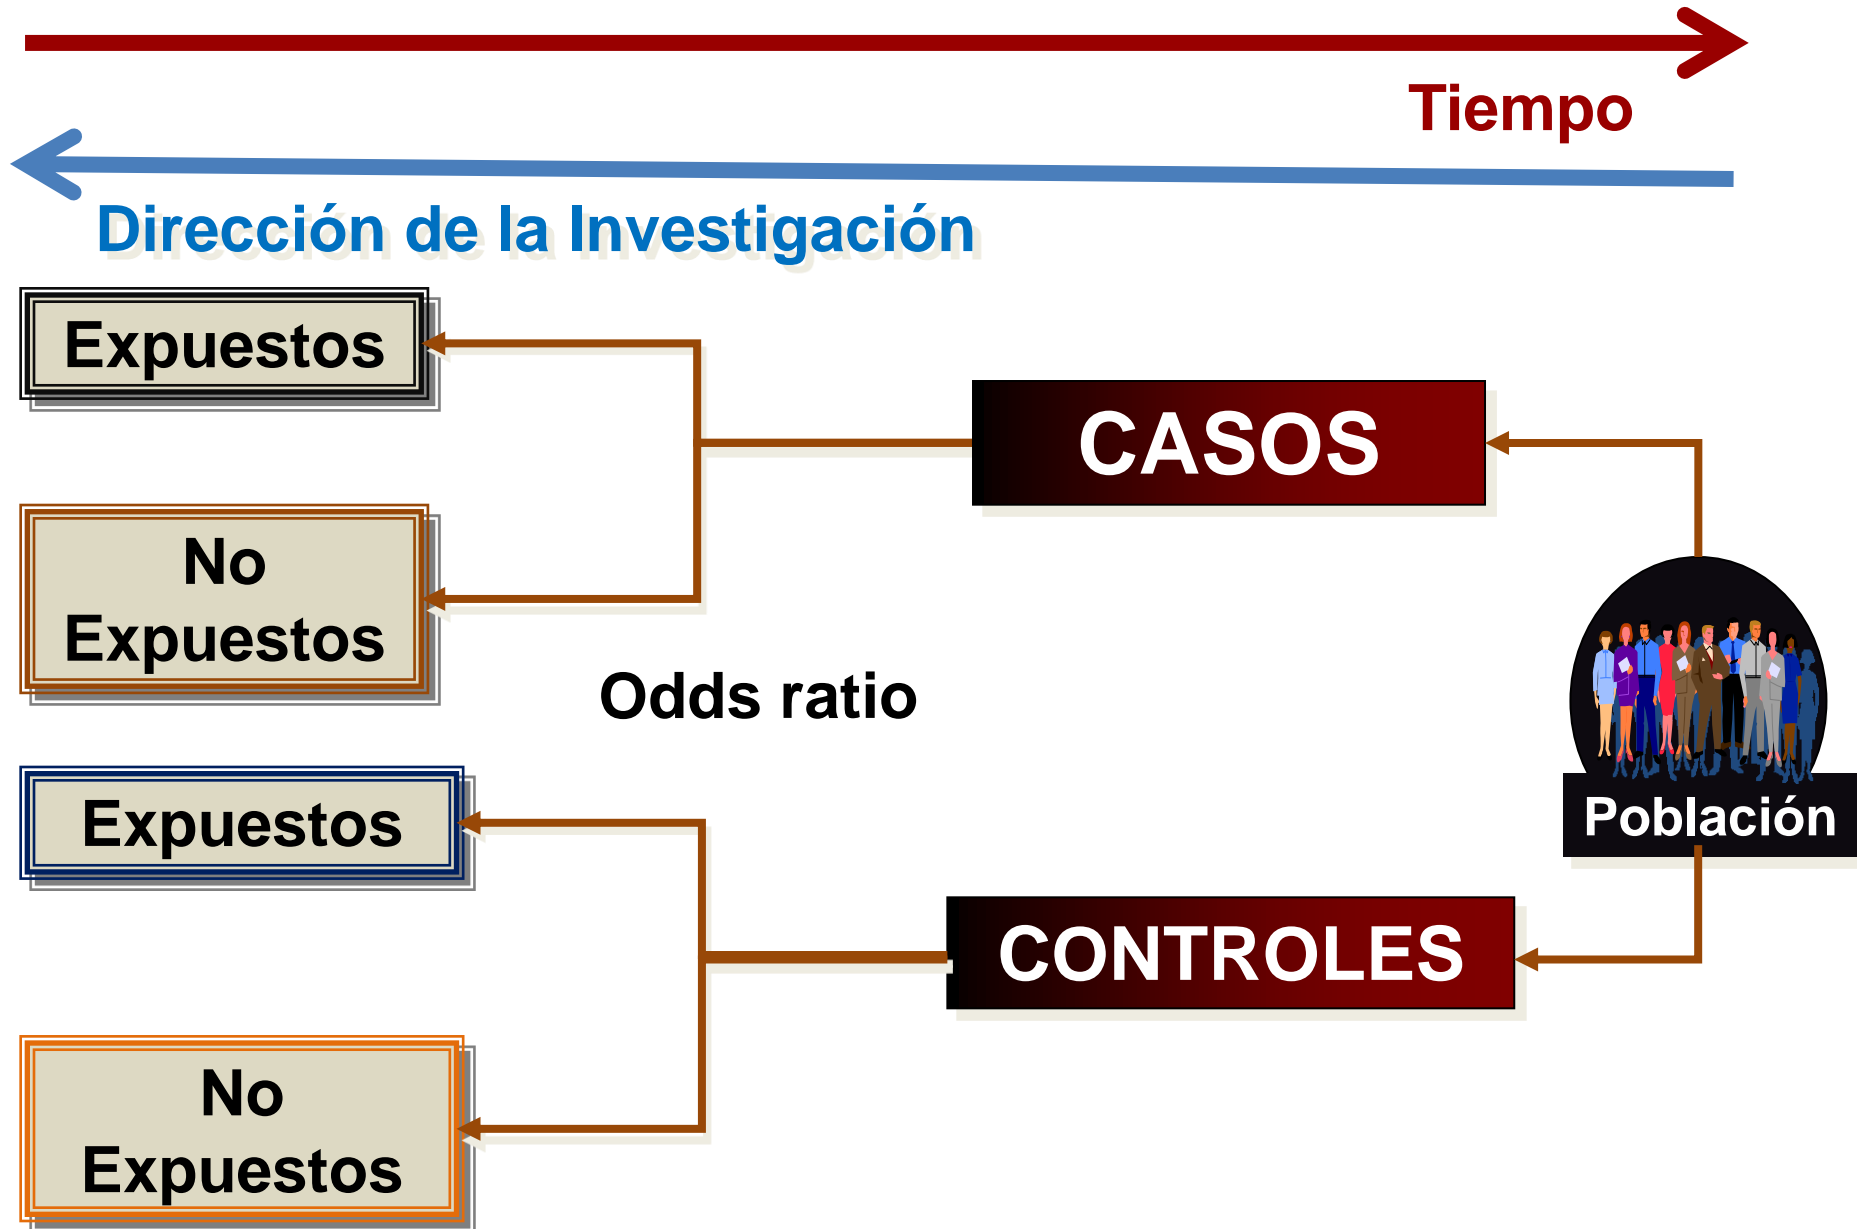 Tiempo
Dirección de la Investigación
Expuestos
CASOS
No
Expuestos
Odds ratio
Expuestos
Población
CONTROLES
No
Expuestos